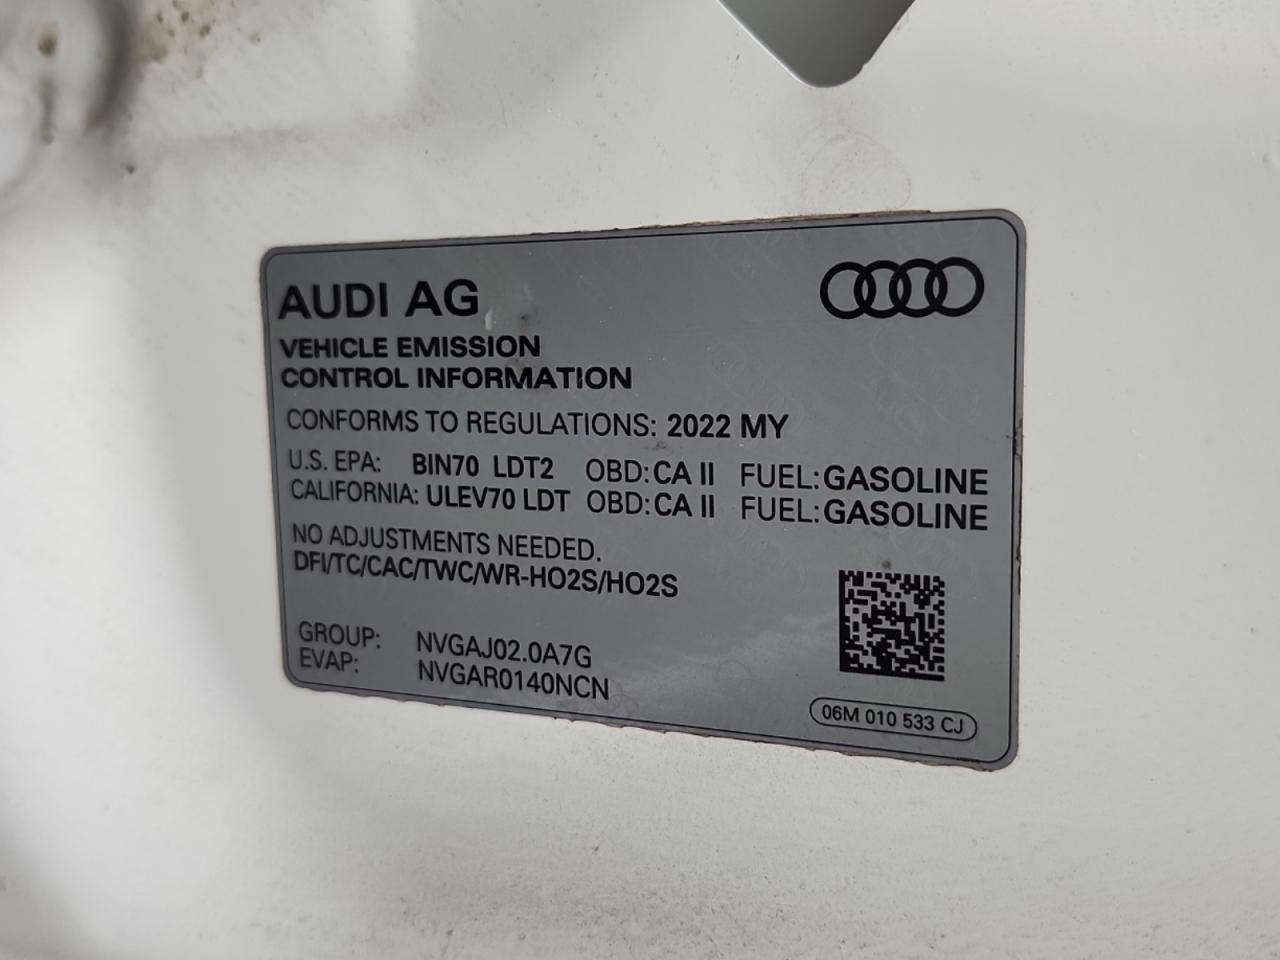 AUDI AG
VEHICLE EMISSION
CONTROL INFORMATION
CONFORMS TO REGULATIONS: 2022 MY
U.S. EPA: BIN70 LDT2 OBD:CA II FUEL:GASOLINE
CALIFORNIA: ULEV70 LDT OBD:CA II FUEL:GASOLINE
NO ADJUSTMENTS NEEDED.
DFI/TC/CAC/TWC/WR-HO2S/HO2S
GROUP: NVGAJ02.0A7G
EVAP: NVGAR0140NCN
06M 010 533 CJ